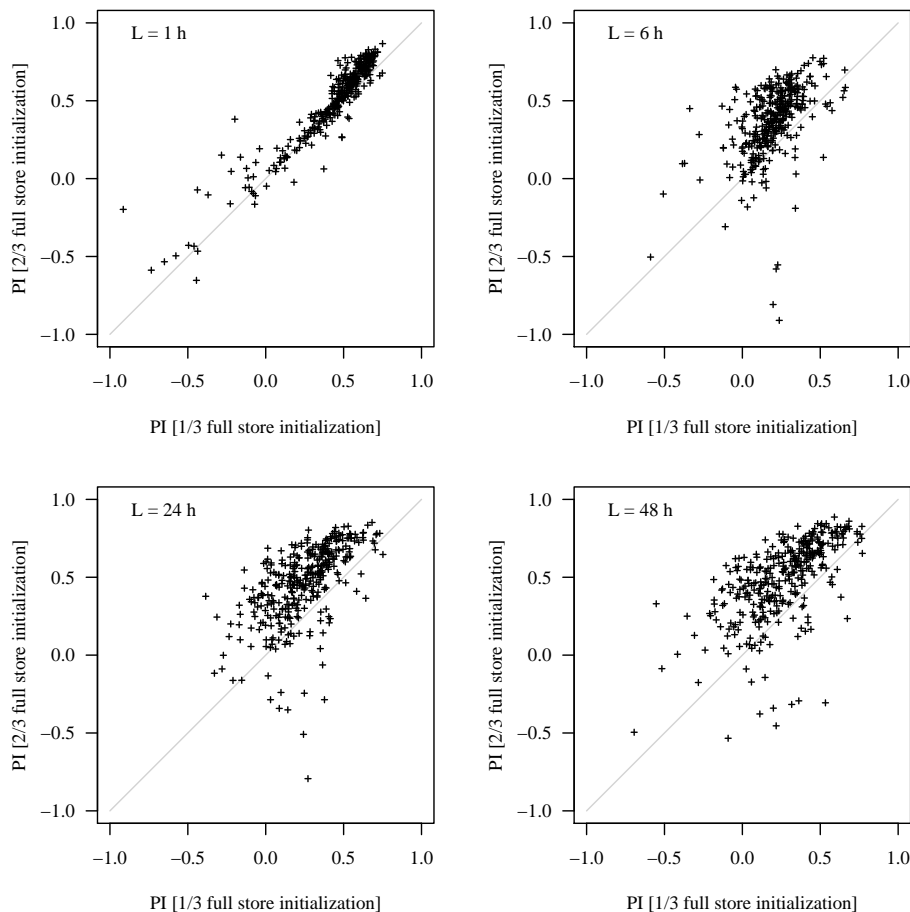 L = 1 h
1.0
0.5
0.0
−0.5
−1.0
PI [2/3 full store initialization]
−1.0 −0.5 0.0 0.5 1.0
PI [1/3 full store initialization]
L = 6 h
1.0
0.5
0.0
−0.5
−1.0
PI [2/3 full store initialization]
−1.0 −0.5 0.0 0.5 1.0
PI [1/3 full store initialization]
L = 24 h
1.0
0.5
0.0
−0.5
−1.0
PI [2/3 full store initialization]
−1.0 −0.5 0.0 0.5 1.0
PI [1/3 full store initialization]
L = 48 h
1.0
0.5
0.0
−0.5
−1.0
PI [2/3 full store initialization]
−1.0 −0.5 0.0 0.5 1.0
PI [1/3 full store initialization]